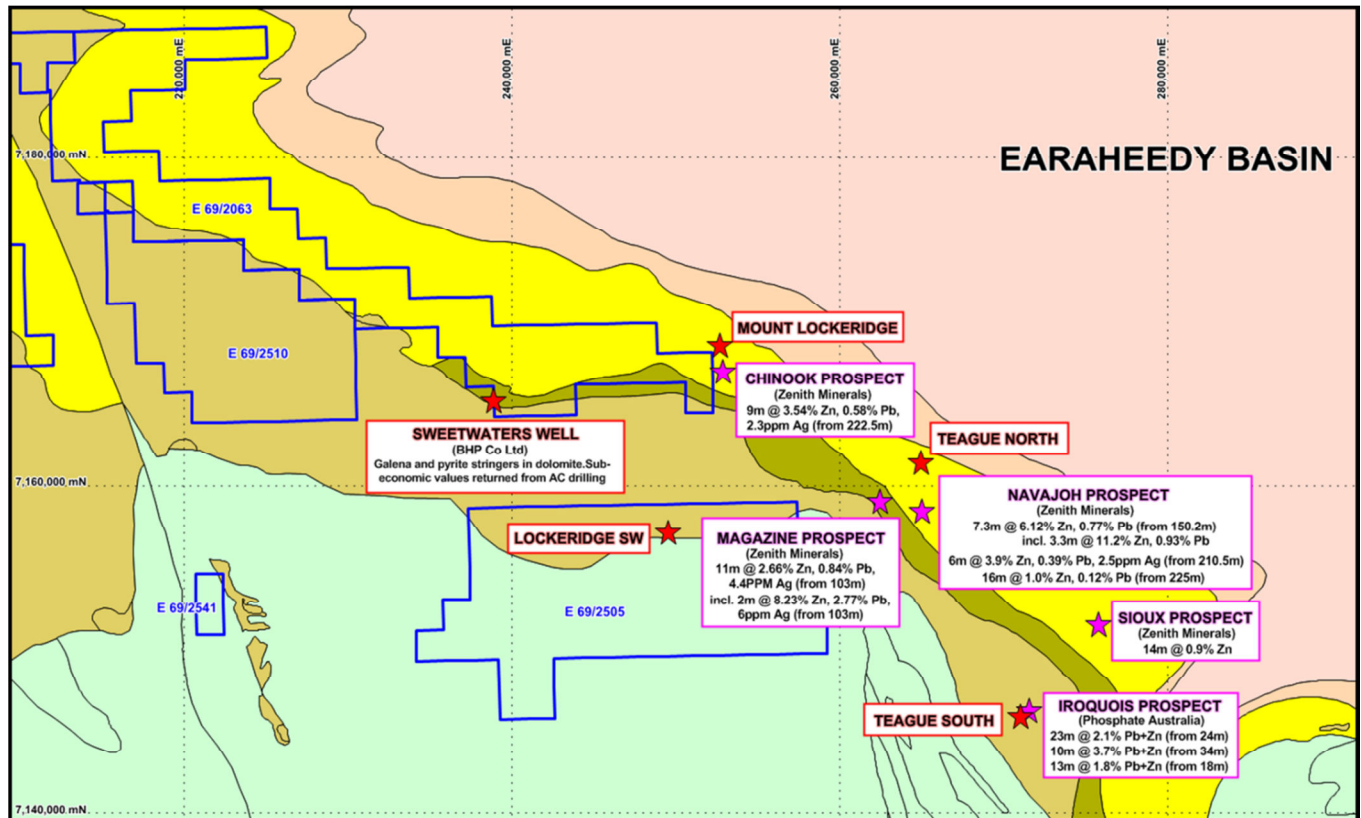 220,000 mE
240,000 mE
260,000 mE
280,000 mE
7,180,000 mN
EARAHEEDY BASIN
E 69/2063
E 69/2510
MOUNT LOCKERIDGE
CHINOOK PROSPECT
(Zenith Minerals)
9m @ 3.54% Zn, 0.58% Pb,
2.3ppm Ag (from 222.5m)
SWEETWATERS WELL
(BHP Co Ltd)
Galena and pyrite stringers in dolomite.Sub-
economic values returned from AC drilling
TEAGUE NORTH
7,160,000 mN
NAVAJOH PROSPECT
(Zenith Minerals)
7.3m @ 6.12% Zn, 0.77% Pb (from 150.2m)
incl. 3.3m @ 11.2% Zn, 0.93% Pb
6m @ 3.9% Zn, 0.39% Pb, 2.5ppm Ag (from 210.5m)
16m @ 1.0% Zn, 0.12% Pb (from 225m)
LOCKERIDGE SW
MAGAZINE PROSPECT
(Zenith Minerals)
11m @ 2.66% Zn, 0.84% Pb,
4.4PPM Ag (from 103m)
incl. 2m @ 8.23% Zn, 2.77% Pb,
6ppm Ag (from 103m)
E 69/2541
E 69/2505
SIOUX PROSPECT
(Zenith Minerals)
14m @ 0.9% Zn
TEAGUE SOUTH
IROQUOIS PROSPECT
(Phosphate Australia)
23m @ 2.1% Pb+Zn (from 24m)
10m @ 3.7% Pb+Zn (from 34m)
13m @ 1.8% Pb+Zn (from 18m)
7,140,000 mN